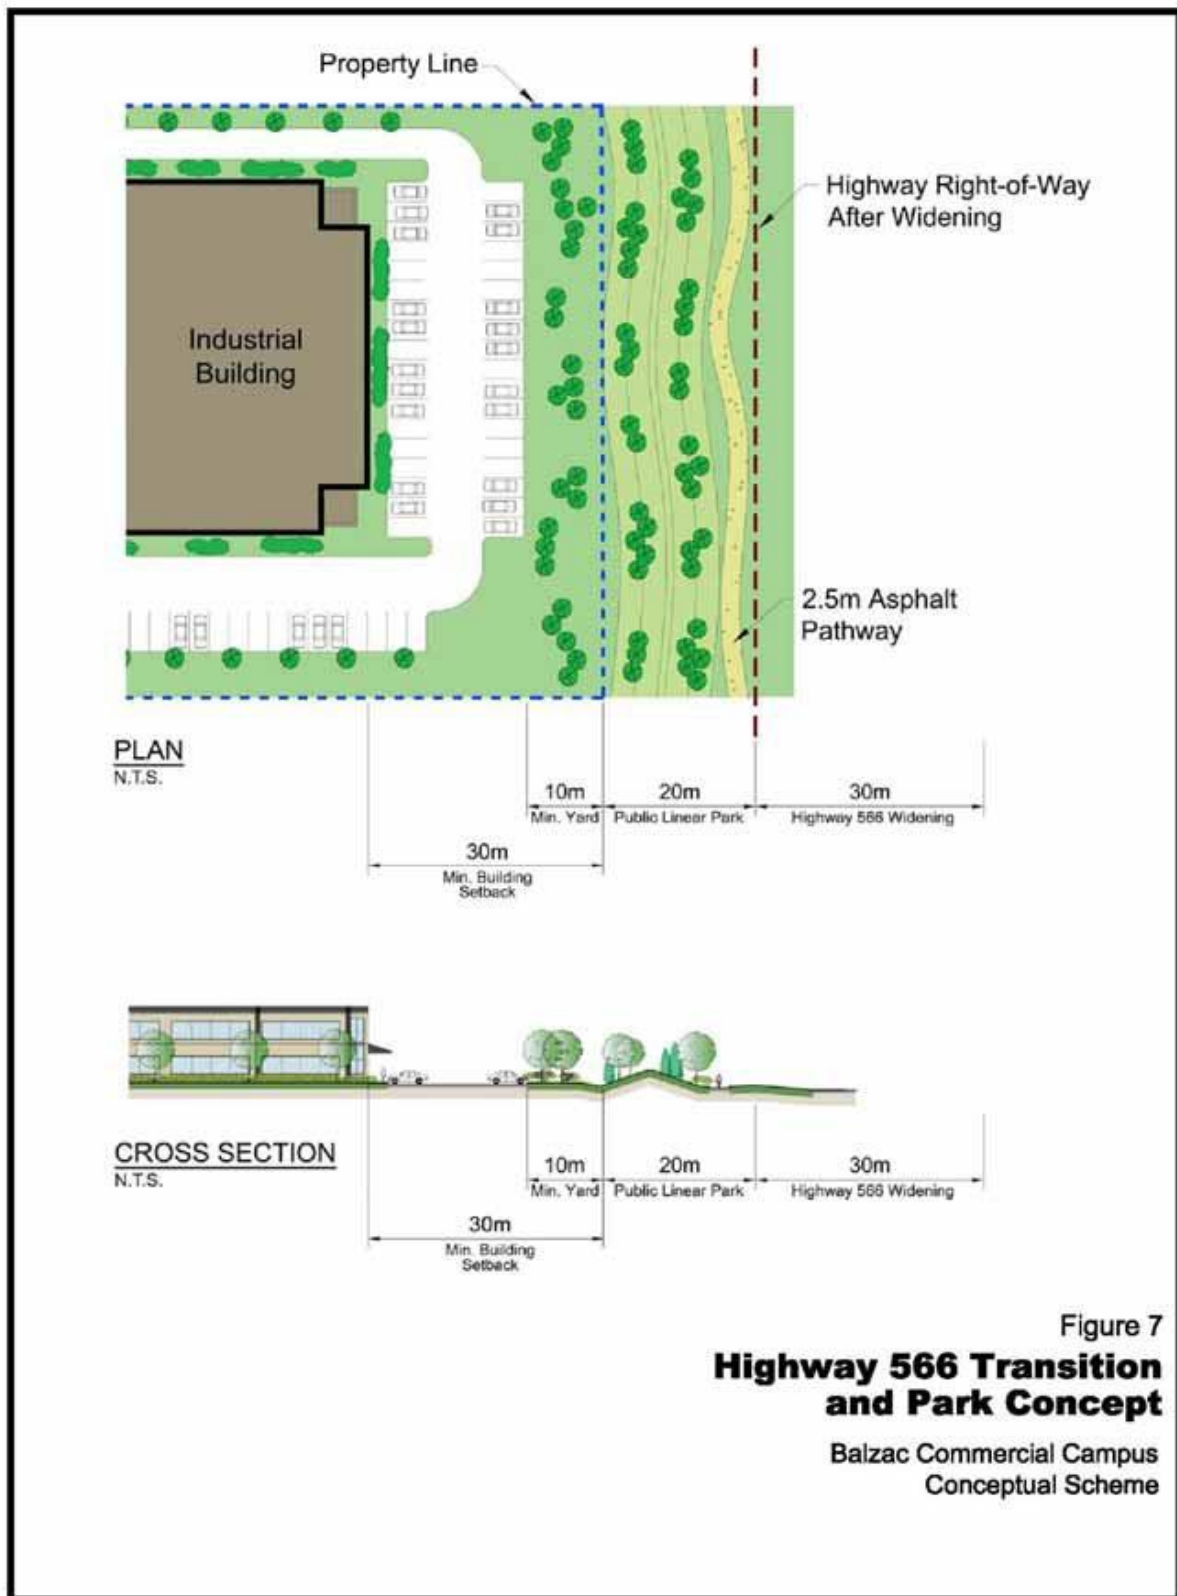 Property Line
Highway Right-of-Way
After Widening
Industrial
Building
2.5m Asphalt
Pathway
PLAN
N.T.S.
10m
20m
30m
Min. Yard
Public Linear Park
Highway 566 Widening
30m
Min. Building
Setback
CROSS SECTION
N.T.S.
10m
20m
30m
Min. Yard
Public Linear Park
Highway 566 Widening
30m
Min. Building
Setback
Figure 7
Highway 566 Transition
and Park Concept
Balzac Commercial Campus
Conceptual Scheme